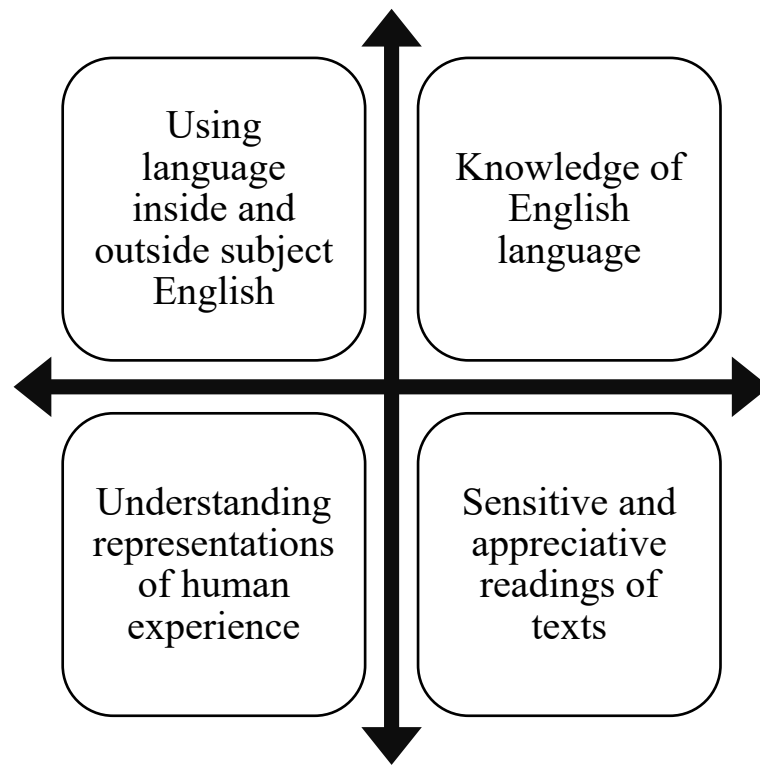 Using
language
inside and
outside subject
English
Knowledge of
English
language
Understanding
representations
of human
experience
Sensitive and
appreciative
readings of
texts